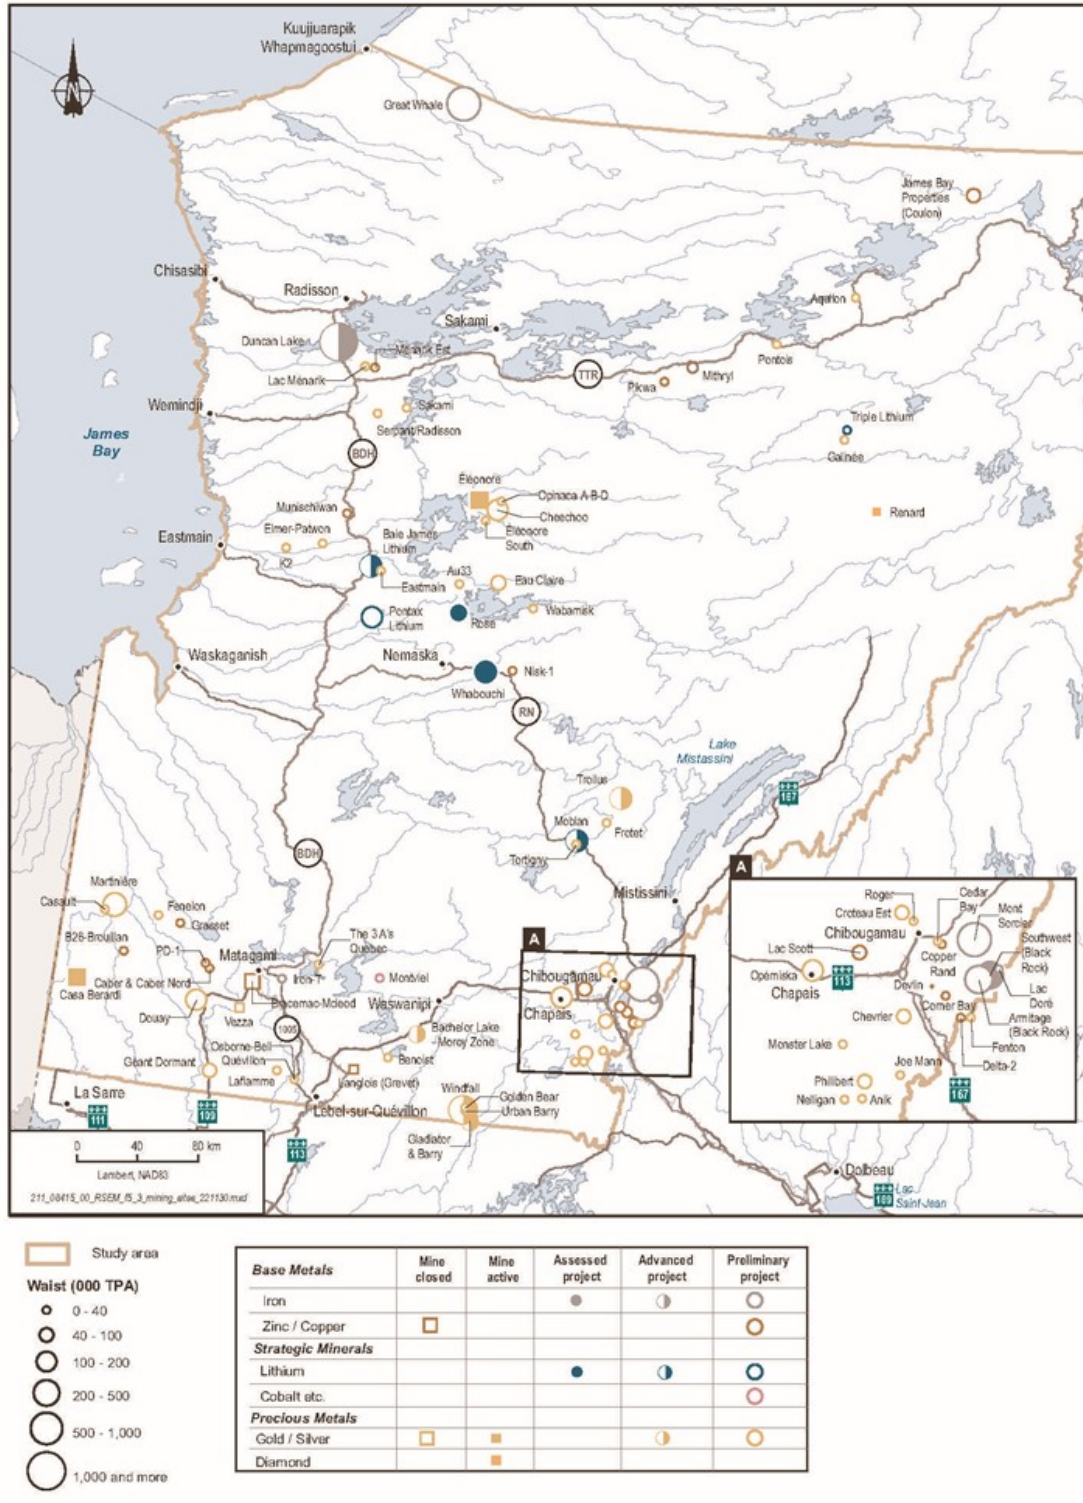 Kuujjuarapik
Whapmagoostui
N
Great Whale
James Bay
Properties
(Coulon)
Chisasibi
Radisson
Sakami
Aqatlon
Duncan Lake
Menarik Est
Lac Menarik
TTR
Pikwa
Mithryl
Pontois
Wemindji
Sakami
Serpant/Radisson
James
Bay
BDH
Triple Lithium
Galinée
Éléonore
Opinaca A-B-D
Cheechoo
Éléonore
South
Renard
Munischiwan
Elmer-Patwon
Eastmain
K2
Baie James
Lithium
Eastmain
Au33
Eau Claire
Pontax
Lithium
Rose
Wabamisk
Waskaganish
Nemaska
Whabouchi
Nisk-1
RN
Lake
Mistassini
Troilus
167
Moblan
Frotet
Tortigny
BDH
Mistissini
Martinière
Casault
Fenelon
Grasset
B26-Brouillan
PD-1
Matagami
The 3 A's
Québec
Caber & Caber Nord
Iron-T
Montviel
Casa Berardi
Bracemac-Mcleod
Waswanipi
Douay
Vezza
1005
Bachelor Lake
Moroy Zone
Osborne-Bell
Quévillon
Benoist
Géant Dormant
Laflamme
Langlois (Grevet)
La Sarre
111
109
Lebel-sur-Quévillon
113
Windfall
Golden Bear
Urban Barry
Gladiator
& Barry
A
Chibougamau
Chapais
A
Roger
Cedar
Bay
Croteau Est
Mont
Sorcier
Chibougamau
Southwest
(Black
Rock)
Lac Scott
Copper
Rand
Opémiska
Chapais
113
Devlin
Lac
Doré
Corner Bay
Chevrier
Armitage
(Black Rock)
Fenton
Delta-2
Monster Lake
Joe Mann
Philibert
Nelligan
Anik
167
Dolbeau
169
Lac
Saint-Jean
0 40 80 km
Lambert, NAD83
211_08415_00_RSEM_f5_3_mining_sites_221130.mxd
Study area
Waist (000 TPA)
0 - 40
40 - 100
100 - 200
200 - 500
500 - 1,000
1,000 and more
Base Metals Mine closed Mine active Assessed project Advanced project Preliminary project
Iron
Zinc / Copper
Strategic Minerals
Lithium
Cobalt etc.
Precious Metals
Gold / Silver
Diamond